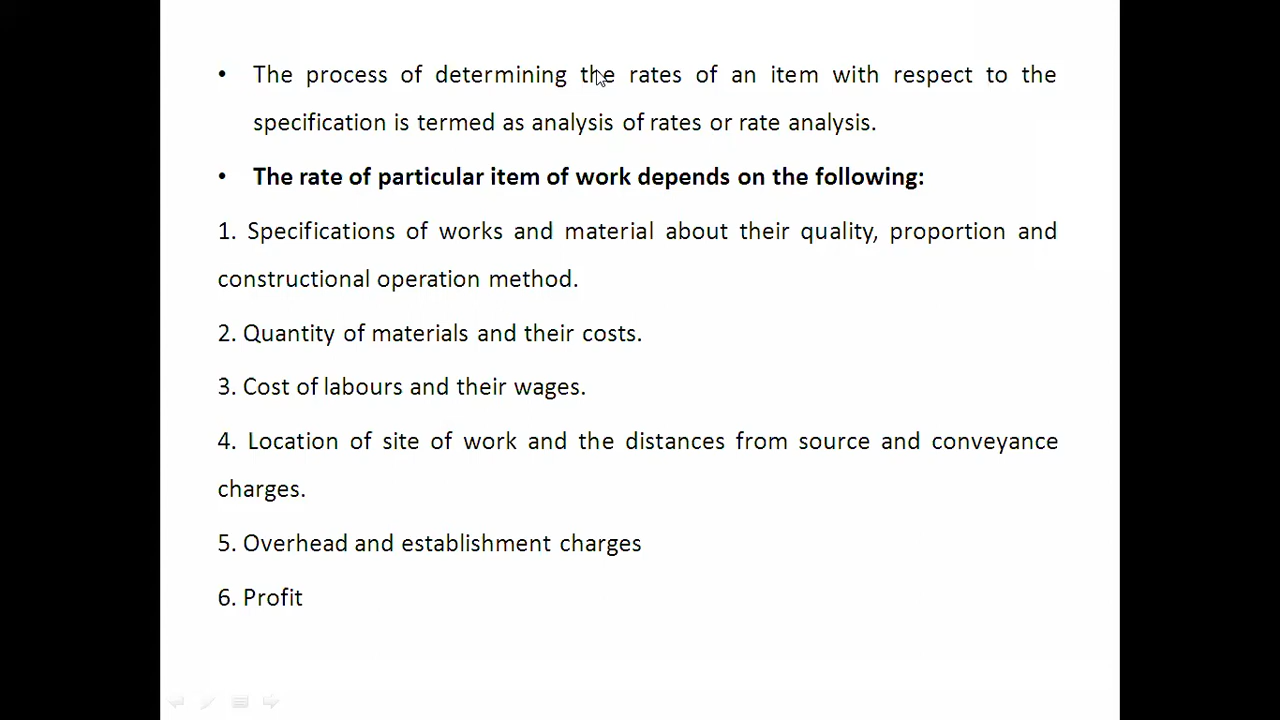 • The process of determining the rates of an item with respect to the
specification is termed as analysis of rates or rate analysis.
• The rate of particular item of work depends on the following:
1. Specifications of works and material about their quality, proportion and
constructional operation method.
2. Quantity of materials and their costs.
3. Cost of labours and their wages.
4. Location of site of work and the distances from source and conveyance
charges.
5. Overhead and establishment charges
6. Profit